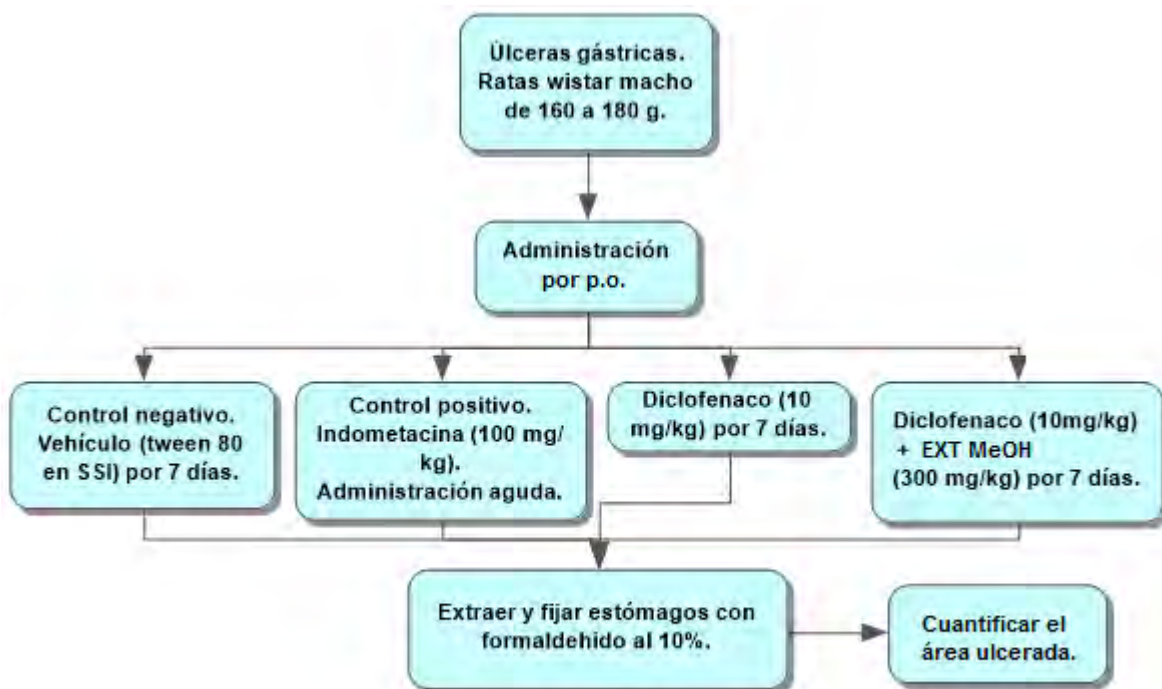 Úlceras gástricas.
Ratas wistar macho
de 160 a 180 g.
Administración
por p.o.
Control negativo.
Vehículo (tween 80
en SSI) por 7 días.
Control positivo.
Indometacina (100 mg/
kg).
Administración aguda.
Diclofenaco (10
mg/kg) por 7 días.
Diclofenaco (10mg/kg)
+ EXT MeOH
(300 mg/kg) por 7 días.
Extraer y fijar estómagos con
formaldehido al 10%.
Cuantificar el
área ulcerada.